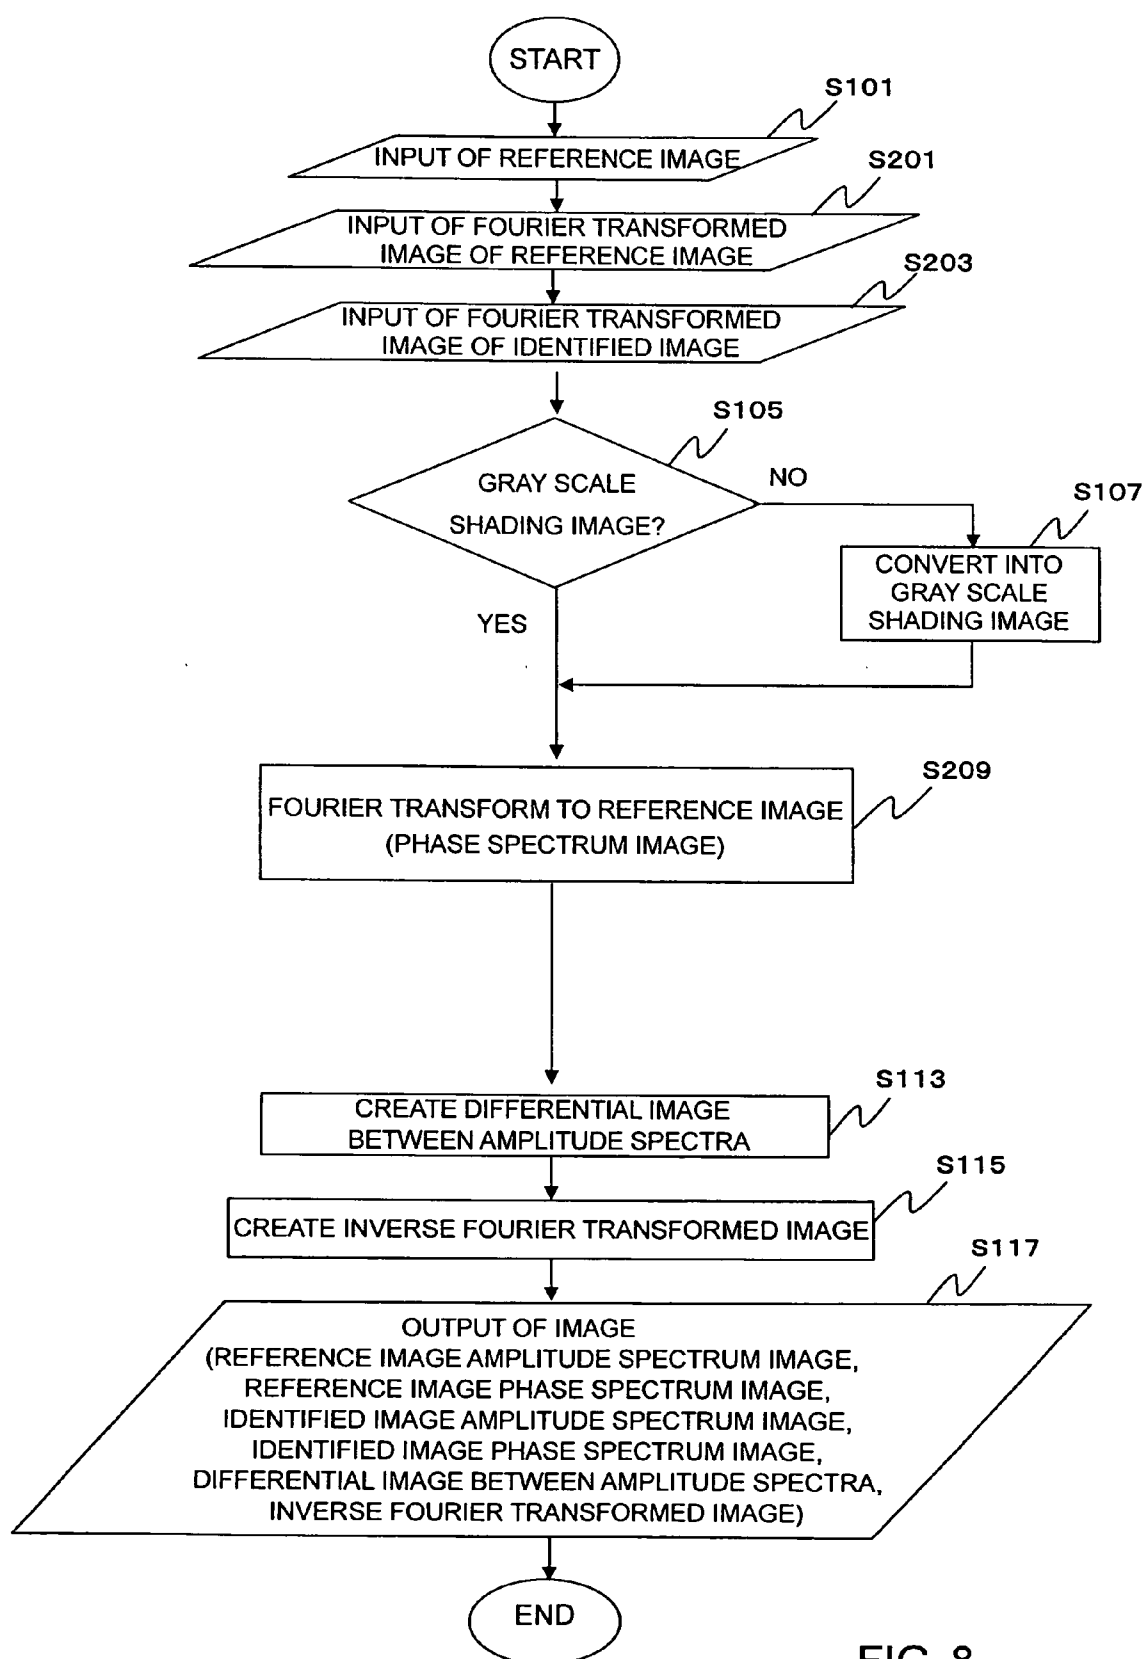 START
S101
INPUT OF REFERENCE IMAGE
S201
INPUT OF FOURIER TRANSFORMED
IMAGE OF REFERENCE IMAGE
S203
INPUT OF FOURIER TRANSFORMED
IMAGE OF IDENTIFIED IMAGE
S105
GRAY SCALE
SHADING IMAGE?
NO
S107
CONVERT INTO
GRAY SCALE
SHADING IMAGE
YES
S209
FOURIER TRANSFORM TO REFERENCE IMAGE
(PHASE SPECTRUM IMAGE)
S113
CREATE DIFFERENTIAL IMAGE
BETWEEN AMPLITUDE SPECTRA
S115
CREATE INVERSE FOURIER TRANSFORMED IMAGE
S117
OUTPUT OF IMAGE
(REFERENCE IMAGE AMPLITUDE SPECTRUM IMAGE,
REFERENCE IMAGE PHASE SPECTRUM IMAGE,
IDENTIFIED IMAGE AMPLITUDE SPECTRUM IMAGE,
IDENTIFIED IMAGE PHASE SPECTRUM IMAGE,
DIFFERENTIAL IMAGE BETWEEN AMPLITUDE SPECTRA,
INVERSE FOURIER TRANSFORMED IMAGE)
END
FIG. 8